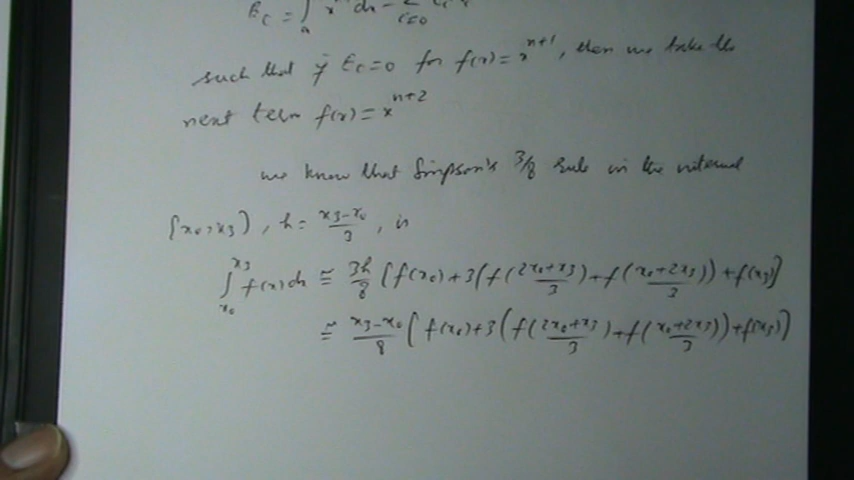 such that if Ec=0 for f(x)=x^{n+1}, then we take the
next term f(x)=x^{n+2}
we know that Simpson's 3/8 rule in the interval
[x₀,x₃], h = (x₃-x₀)/3, is
∫_{x₀}^{x₃} f(x)dx ≅ 3h/8 [f(x₀)+3(f((2x₀+x₃)/3)+f((x₀+2x₃)/3))+f(x₃)]
≅ (x₃-x₀)/8 [f(x₀)+3(f((2x₀+x₃)/3)+f((x₀+2x₃)/3))+f(x₃)]